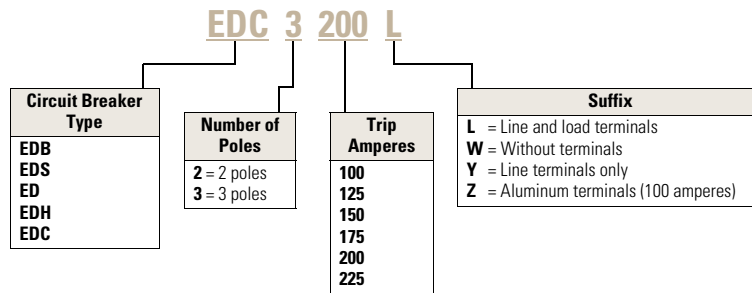 EDC 3 200 L
Circuit Breaker
Type
EDB
EDS
ED
EDH
EDC
Number of
Poles
2 = 2 poles
3 = 3 poles
Trip
Amperes
100
125
150
175
200
225
Suffix
L = Line and load terminals
W = Without terminals
Y = Line terminals only
Z = Aluminum terminals (100 amperes)